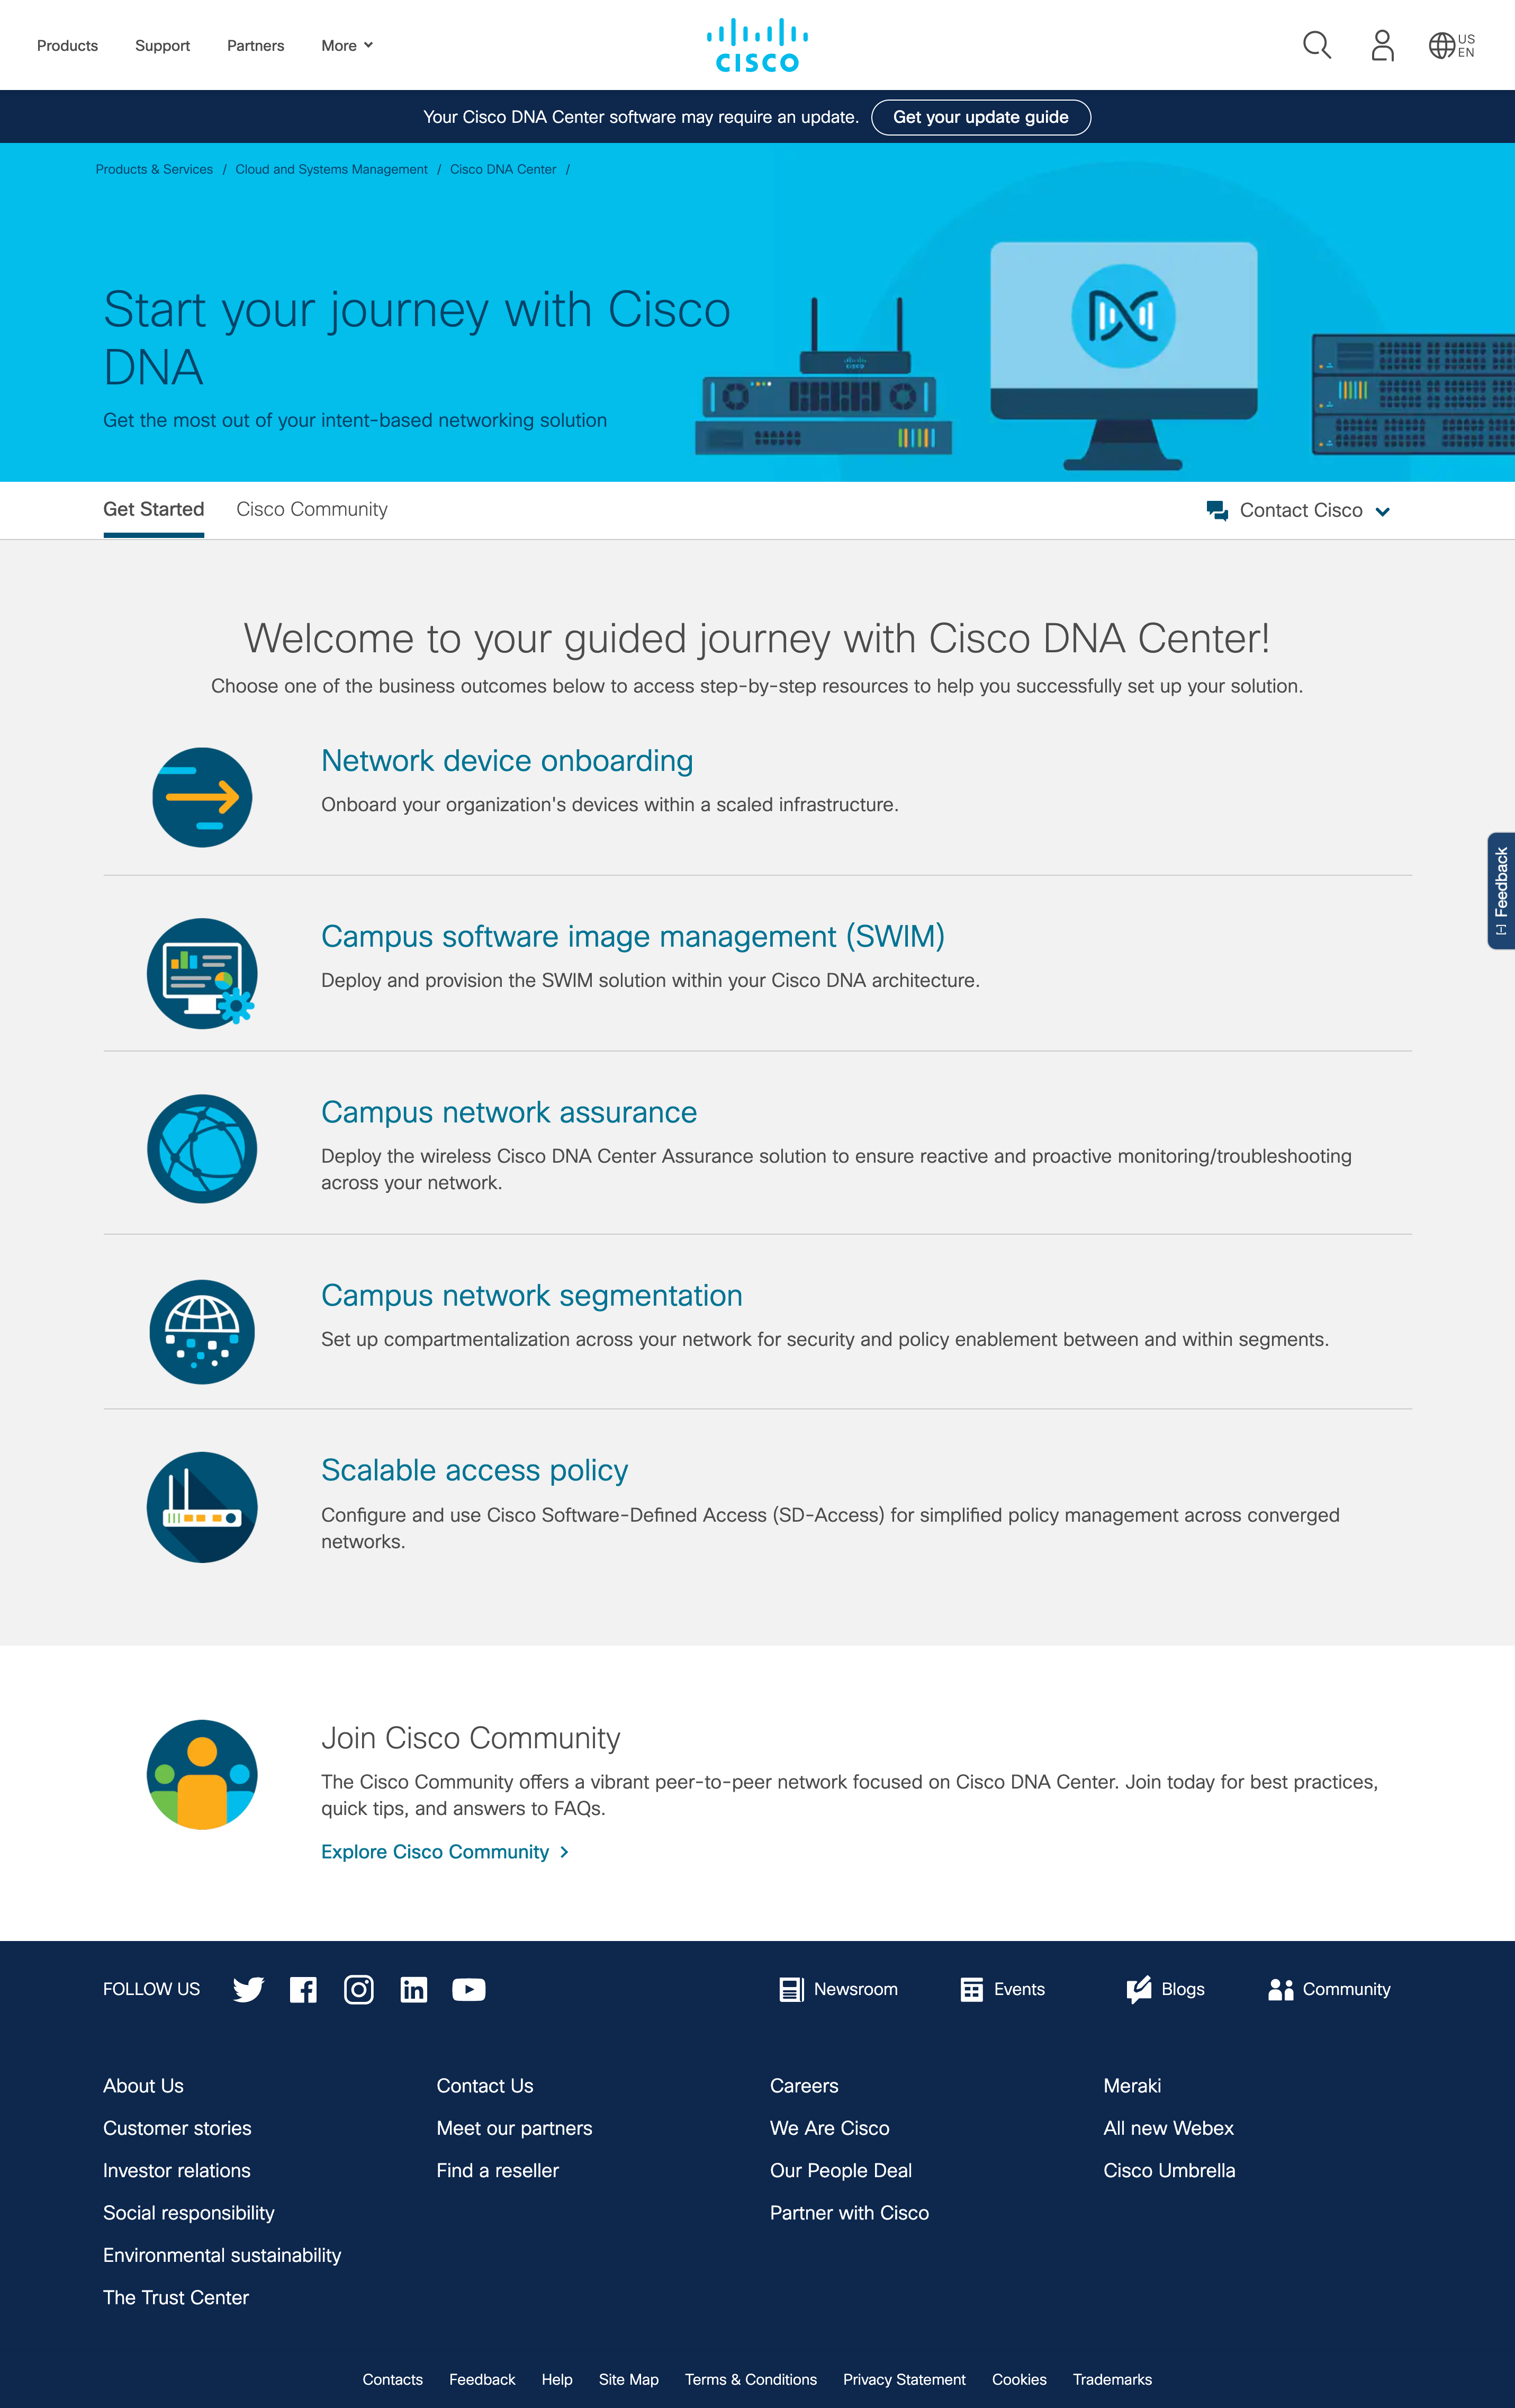 Products Support Partners More
CISCO
US
EN
Your Cisco DNA Center software may require an update. Get your update guide
Products & Services / Cloud and Systems Management / Cisco DNA Center /
Start your journey with Cisco
DNA
Get the most out of your intent-based networking solution
CISCO
Get Started Cisco Community Contact Cisco
Welcome to your guided journey with Cisco DNA Center!
Choose one of the business outcomes below to access step-by-step resources to help you successfully set up your solution.
Network device onboarding
Onboard your organization's devices within a scaled infrastructure.
[-] Feedback
Campus software image management (SWIM)
Deploy and provision the SWIM solution within your Cisco DNA architecture.
Campus network assurance
Deploy the wireless Cisco DNA Center Assurance solution to ensure reactive and proactive monitoring/troubleshooting
across your network.
Campus network segmentation
Set up compartmentalization across your network for security and policy enablement between and within segments.
Scalable access policy
Configure and use Cisco Software-Defined Access (SD-Access) for simplified policy management across converged
networks.
Join Cisco Community
The Cisco Community offers a vibrant peer-to-peer network focused on Cisco DNA Center. Join today for best practices,
quick tips, and answers to FAQs.
Explore Cisco Community
FOLLOW US Newsroom Events Blogs Community
About Us Contact Us Careers Meraki
Customer stories Meet our partners We Are Cisco All new Webex
Investor relations Find a reseller Our People Deal Cisco Umbrella
Social responsibility Partner with Cisco
Environmental sustainability
The Trust Center
Contacts Feedback Help Site Map Terms & Conditions Privacy Statement Cookies Trademarks